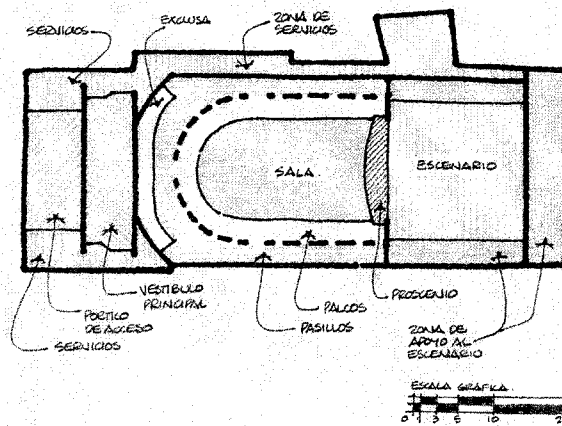 SERVICIOS
EXCLUSA
ZONA DE
SERVICIOS
SALA
ESCENARIO
VESTIBULO
PRINCIPAL
PORTICO
DE ACCESO
SERVICIOS
PALCOS
PASILLOS
PROSCENIO
ZONA DE
APOYO AL
ESCENARIO
ESCALA GRAFICA.
0 1 3 5 10